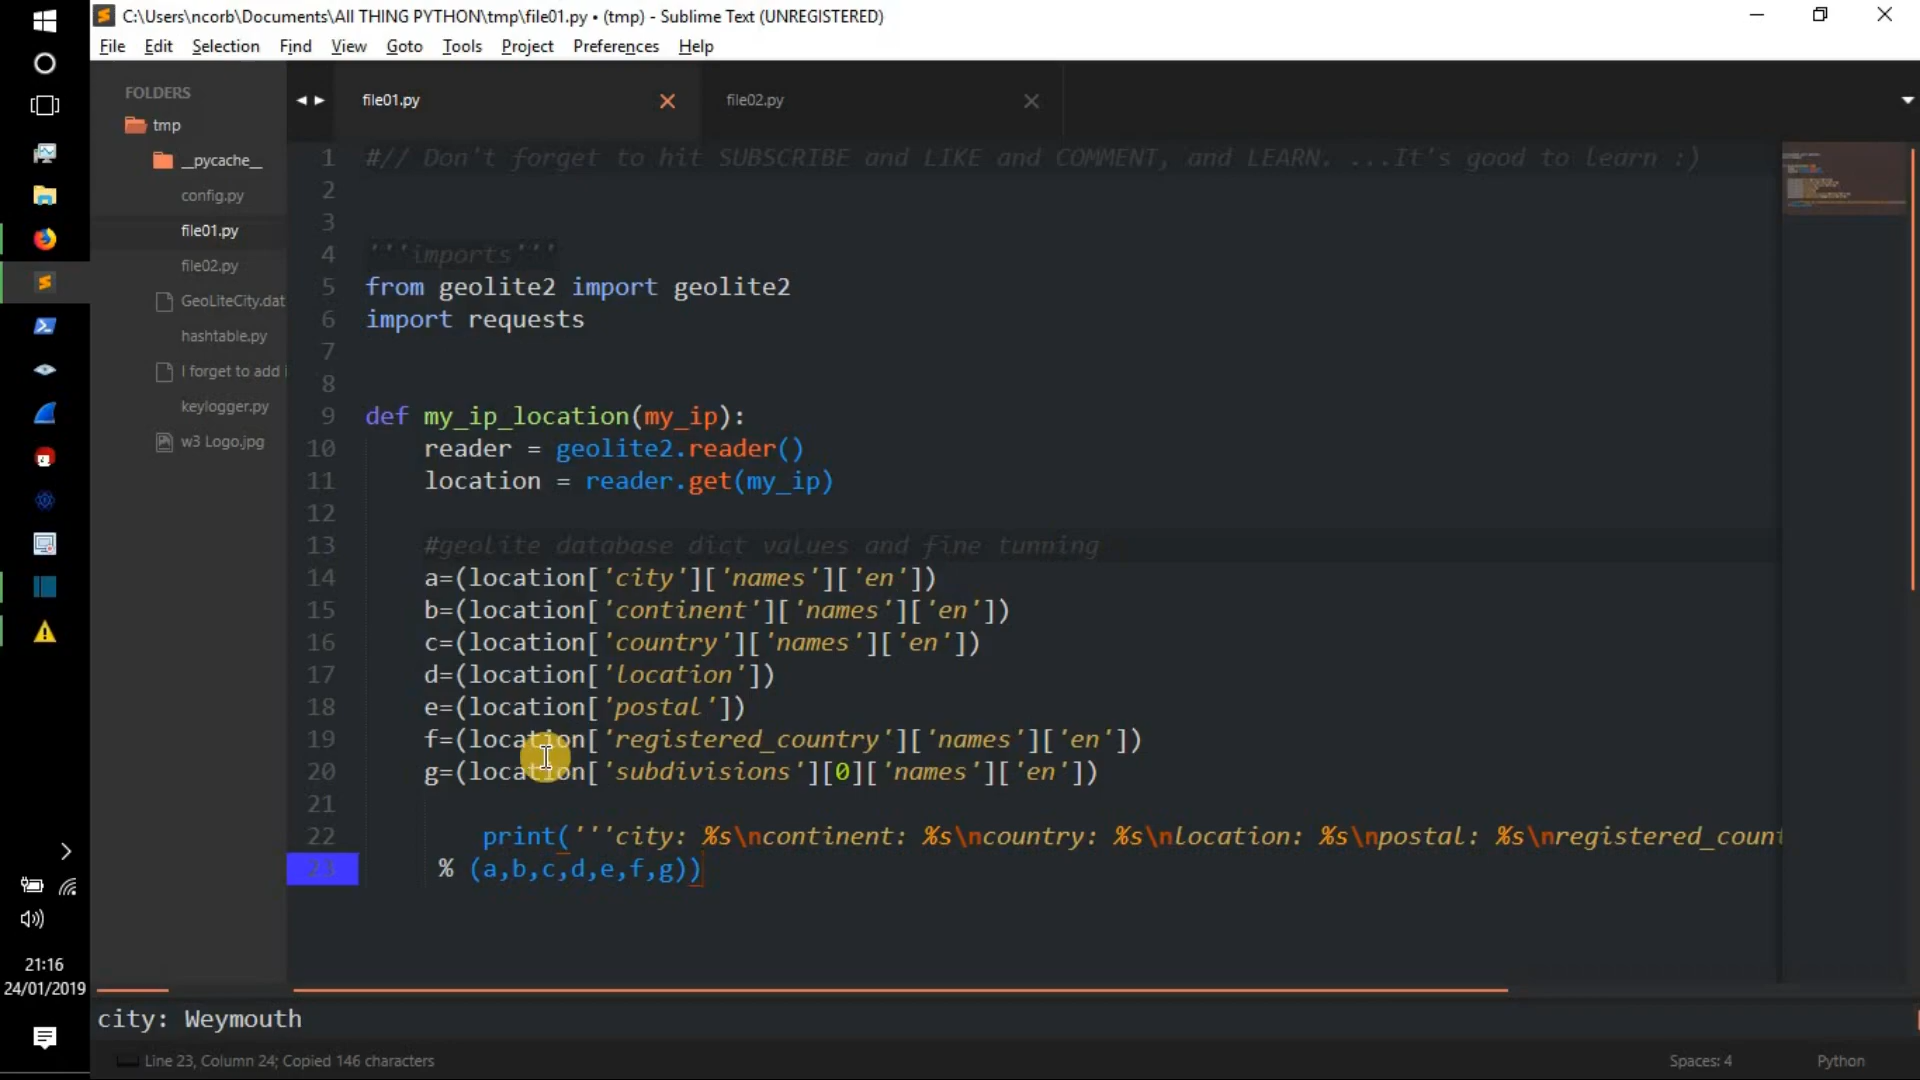 C:\Users\ncorb\Documents\All THING PYTHON\tmp\file01.py • (tmp) - Sublime Text (UNREGISTERED)
File Edit Selection Find View Goto Tools Project Preferences Help
FOLDERS
tmp
__pycache__
config.py
file01.py
file02.py
GeoLiteCity.dat
hashtable.py
I forget to add i
keylogger.py
w3 Logo.jpg
file01.py
file02.py
1 #// Don't forget to hit SUBSCRIBE and LIKE and COMMENT, and LEARN. ...It's good to learn :)
2
3
4 '''imports'''
5 from geolite2 import geolite2
6 import requests
7
8
9 def my_ip_location(my_ip):
10 reader = geolite2.reader()
11 location = reader.get(my_ip)
12
13 #geolite database dict values and fine tunning
14 a=(location['city']['names']['en'])
15 b=(location['continent']['names']['en'])
16 c=(location['country']['names']['en'])
17 d=(location['location'])
18 e=(location['postal'])
19 f=(location['registered_country']['names']['en'])
20 g=(location['subdivisions'][0]['names']['en'])
21
22 print('''city: %s\ncontinent: %s\ncountry: %s\nlocation: %s\npostal: %s\nregistered_count
23 % (a,b,c,d,e,f,g))
city: Weymouth
Line 23, Column 24; Copied 146 characters
Spaces: 4
Python
21:16
24/01/2019